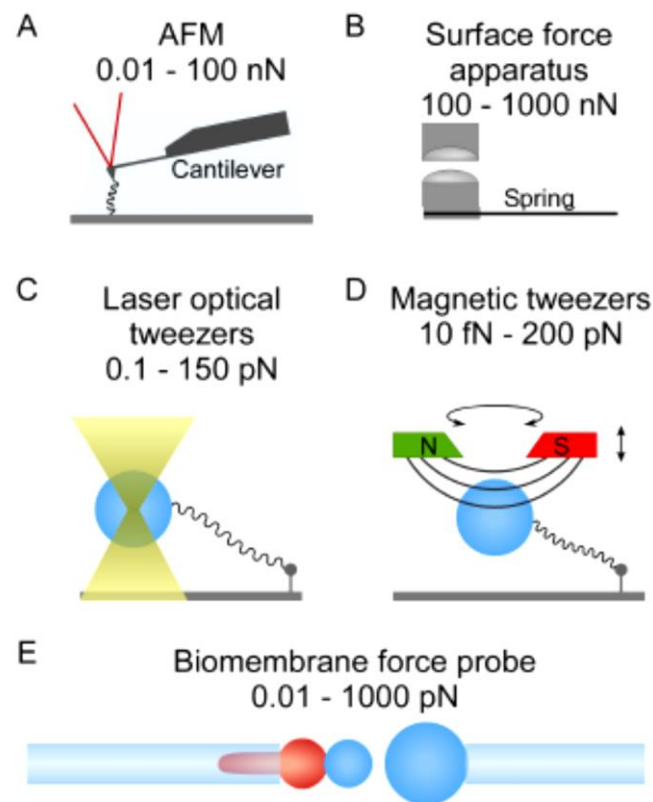 A
AFM
0.01 - 100 nN
Cantilever
B
Surface force
apparatus
100 - 1000 nN
Spring
C
Laser optical
tweezers
0.1 - 150 pN
D
Magnetic tweezers
10 fN - 200 pN
N
S
E
Biomembrane force probe
0.01 - 1000 pN